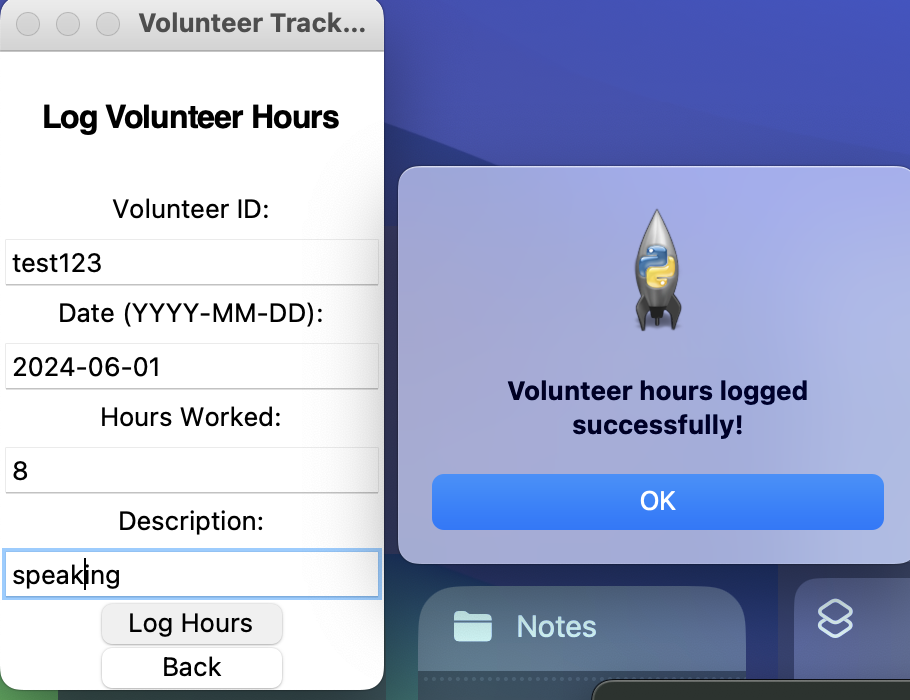 Volunteer Track...
Log Volunteer Hours
Volunteer ID:
test123
Date (YYYY-MM-DD):
2024-06-01
Hours Worked:
8
Description:
speaking
Log Hours
Back
Volunteer hours logged
successfully!
OK
Notes